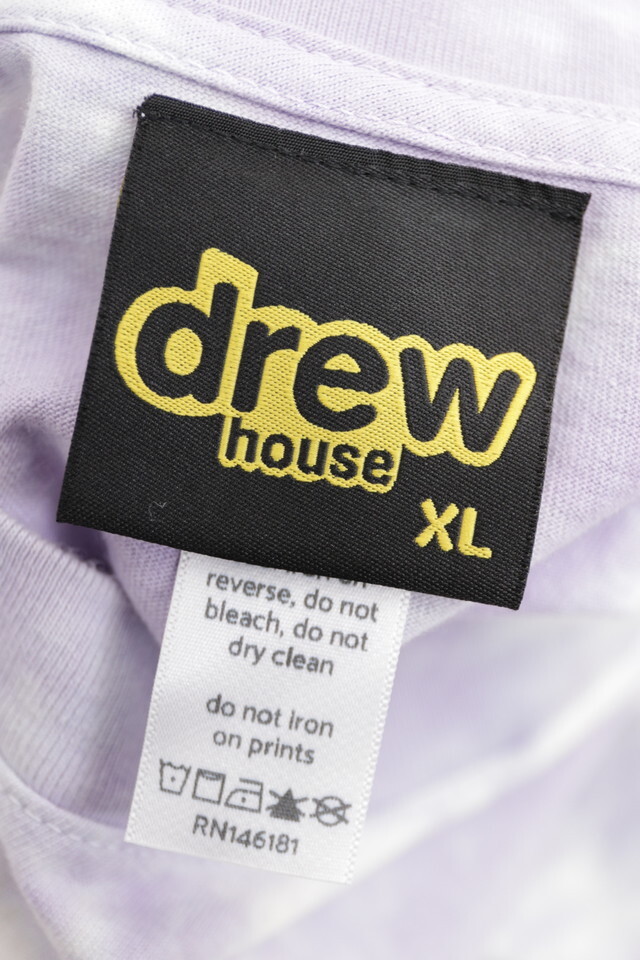 drew
house
XL
reverse, do not
bleach, do not
dry clean
do not iron
on prints
RN146181